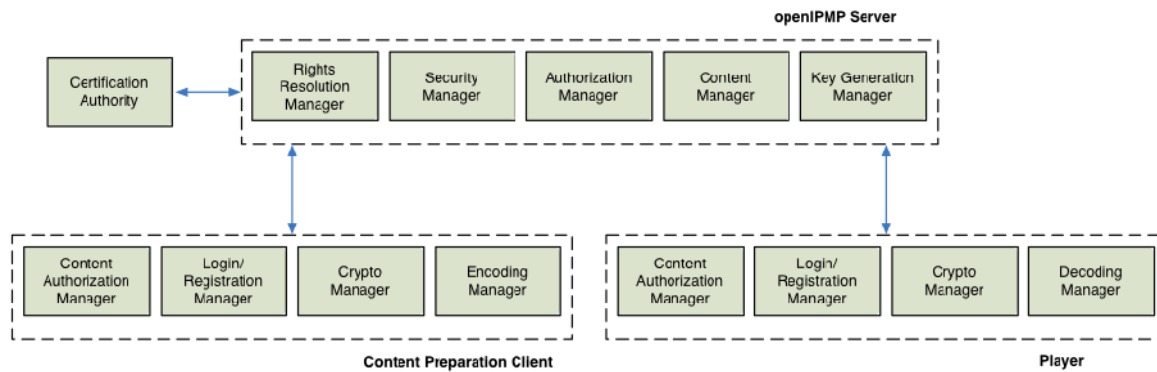 openIPMP Server
Certification
Authority
Rights
Resolution
Manager
Security
Manager
Authorization
Manager
Content
Manager
Key Generation
Manager
Content
Authorization
Manager
Login/
Registration
Manager
Crypto
Manager
Encoding
Manager
Content
Authorization
Manager
Login/
Registration
Manager
Crypto
Manager
Decoding
Manager
Content Preparation Client
Player